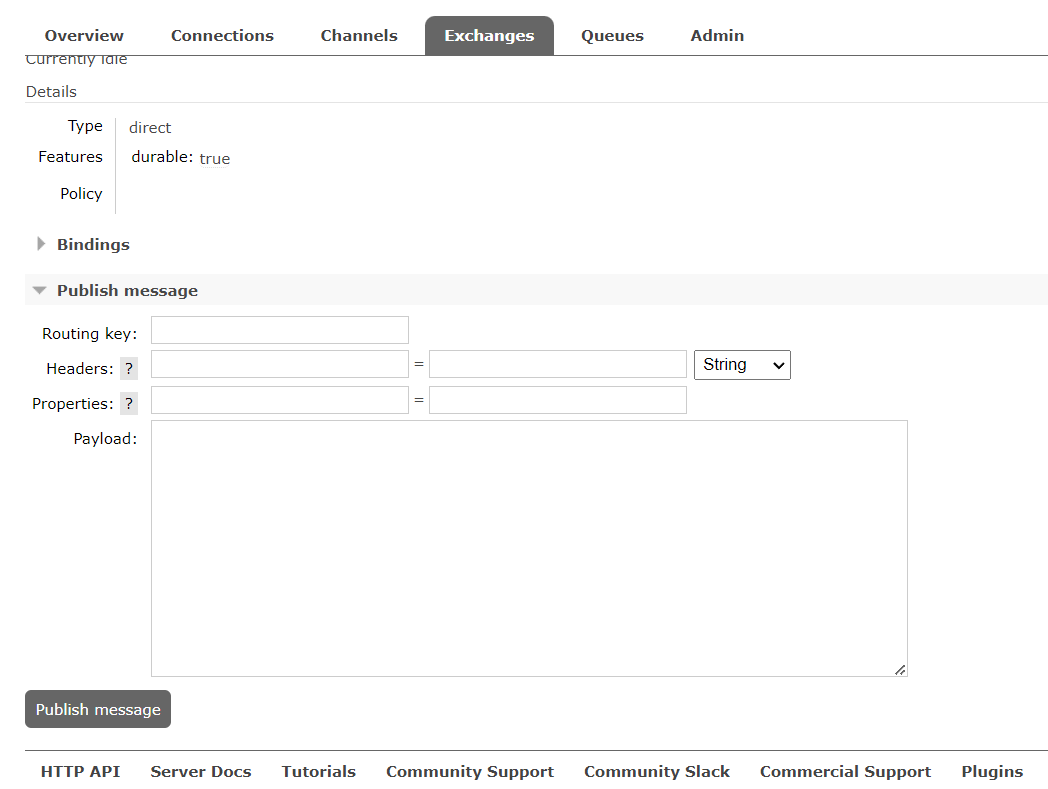 Overview Connections Channels Exchanges Queues Admin
Currently idle
Details
Type direct
Features durable: true
Policy
Bindings
Publish message
Routing key:
Headers: ? = String
Properties: ? =
Payload:
Publish message
HTTP API Server Docs Tutorials Community Support Community Slack Commercial Support Plugins